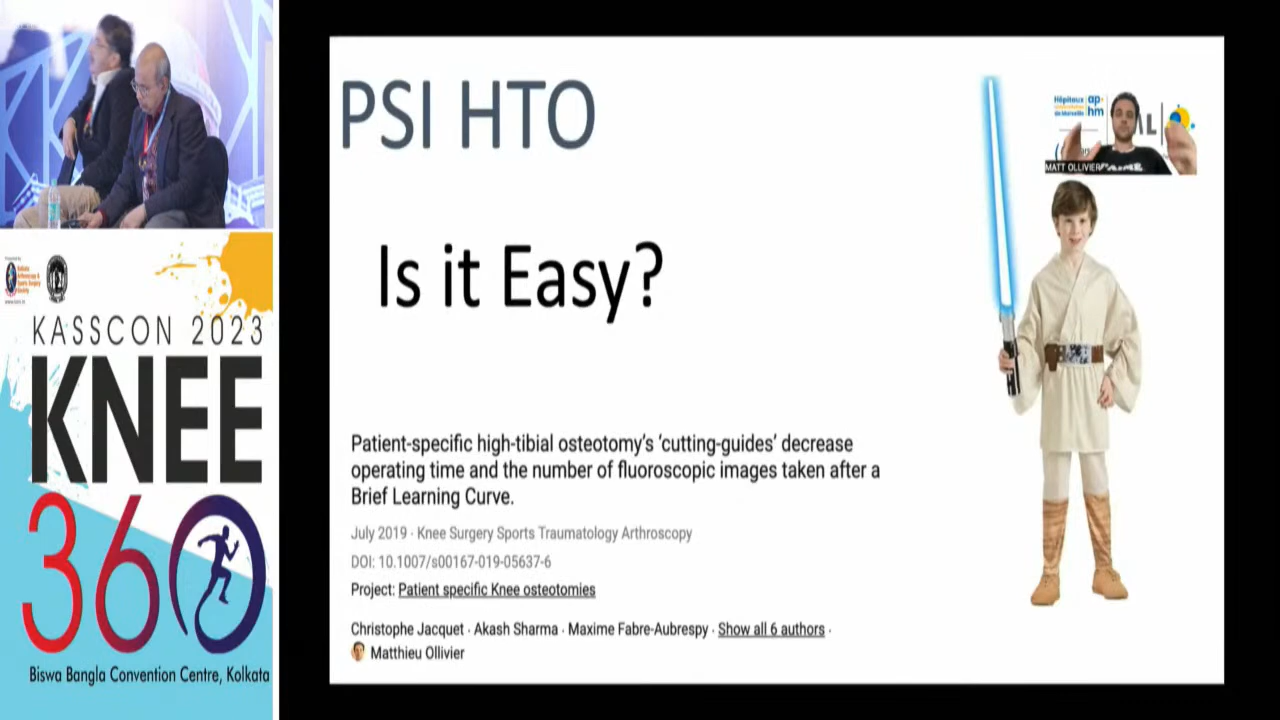 KASSCON 2023
KNEE
360
Biswa Bangla Convention Centre, Kolkata
PSI HTO
Is it Easy?
Patient-specific high-tibial osteotomy's 'cutting-guides' decrease
operating time and the number of fluoroscopic images taken after a
Brief Learning Curve.
July 2019 · Knee Surgery Sports Traumatology Arthroscopy
DOI: 10.1007/s00167-019-05637-6
Project: Patient specific Knee osteotomies
Christophe Jacquet · Akash Sharma · Maxime Fabre-Aubrespy · Show all 6 authors ·
Matthieu Ollivier
Hôpitaux
ap·
hm
MATT OLLIVIER